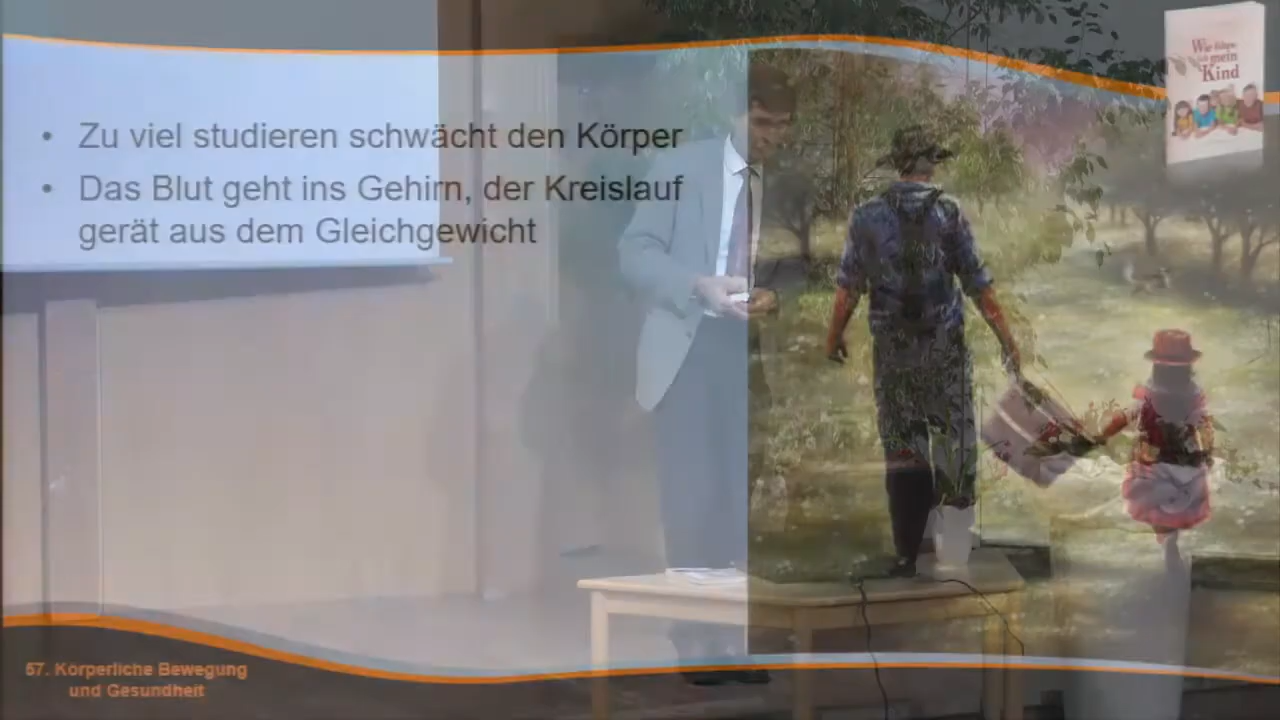 Zu viel studieren schwächt den Körper
Das Blut geht ins Gehirn, der Kreislauf
gerät aus dem Gleichgewicht
Wie führe
ich mein
Kind
57. Körperliche Bewegung
und Gesundheit